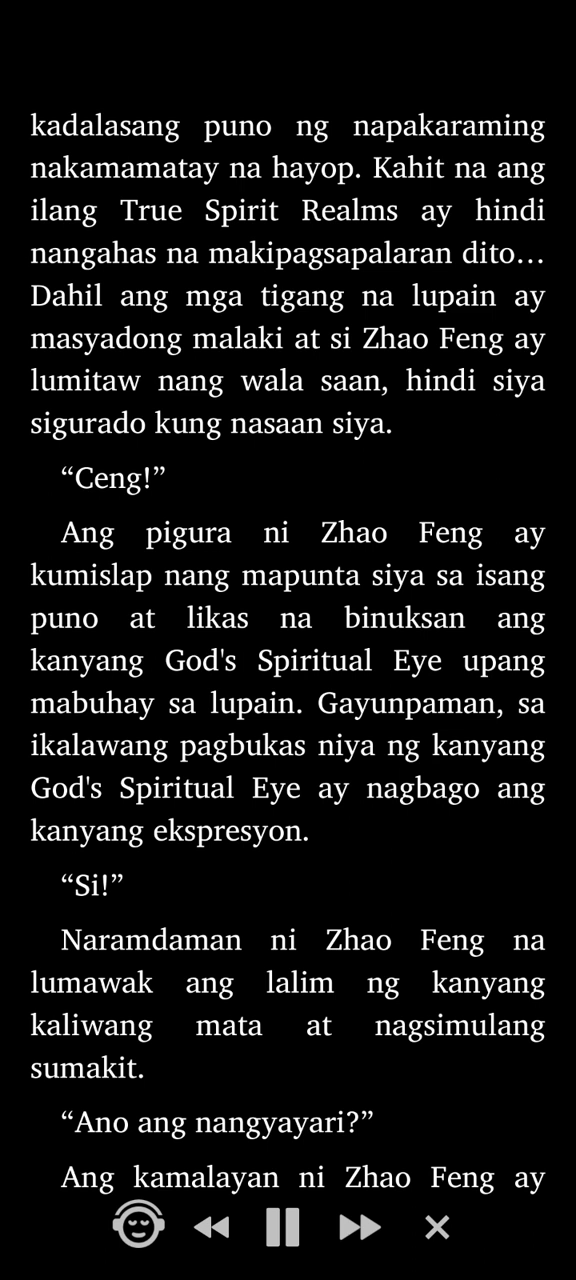 kadalasang puno ng napakaraming
nakamamatay na hayop. Kahit na ang
ilang True Spirit Realms ay hindi
nangahas na makipagsapalaran dito…
Dahil ang mga tigang na lupain ay
masyadong malaki at si Zhao Feng ay
lumitaw nang wala saan, hindi siya
sigurado kung nasaan siya.
“Ceng!”
Ang pigura ni Zhao Feng ay
kumislap nang mapunta siya sa isang
puno at likas na binuksan ang
kanyang God's Spiritual Eye upang
mabuhay sa lupain. Gayunpaman, sa
ikalawang pagbukas niya ng kanyang
God's Spiritual Eye ay nagbago ang
kanyang ekspresyon.
“Si!”
Naramdaman ni Zhao Feng na
lumawak ang lalim ng kanyang
kaliwang mata at nagsimulang
sumakit.
“Ano ang nangyayari?”
Ang kamalayan ni Zhao Feng ay